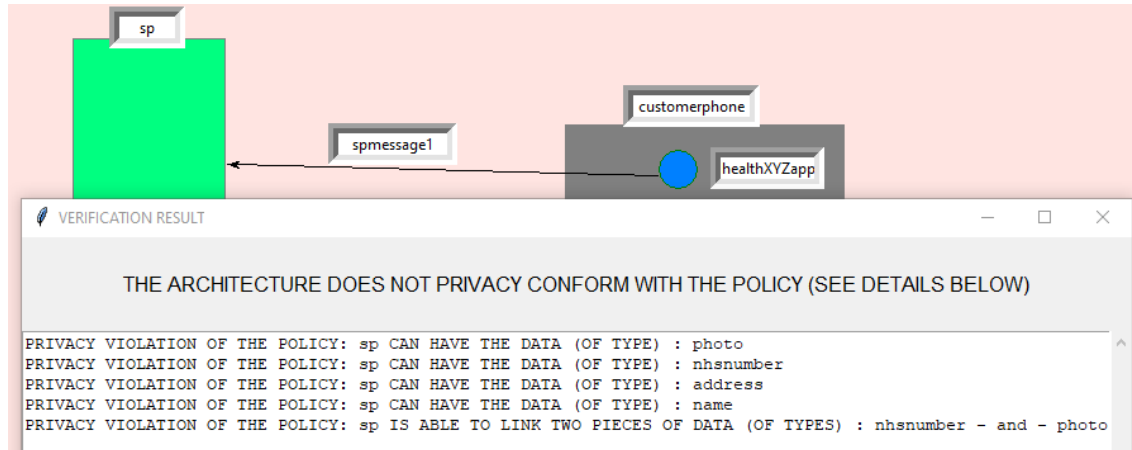 sp
customerphone
spmessage1
healthXYZapp
VERIFICATION RESULT
THE ARCHITECTURE DOES NOT PRIVACY CONFORM WITH THE POLICY (SEE DETAILS BELOW)
PRIVACY VIOLATION OF THE POLICY: sp CAN HAVE THE DATA (OF TYPE) : photo
PRIVACY VIOLATION OF THE POLICY: sp CAN HAVE THE DATA (OF TYPE) : nhsnumber
PRIVACY VIOLATION OF THE POLICY: sp CAN HAVE THE DATA (OF TYPE) : address
PRIVACY VIOLATION OF THE POLICY: sp CAN HAVE THE DATA (OF TYPE) : name
PRIVACY VIOLATION OF THE POLICY: sp IS ABLE TO LINK TWO PIECES OF DATA (OF TYPES) : nhsnumber - and - photo